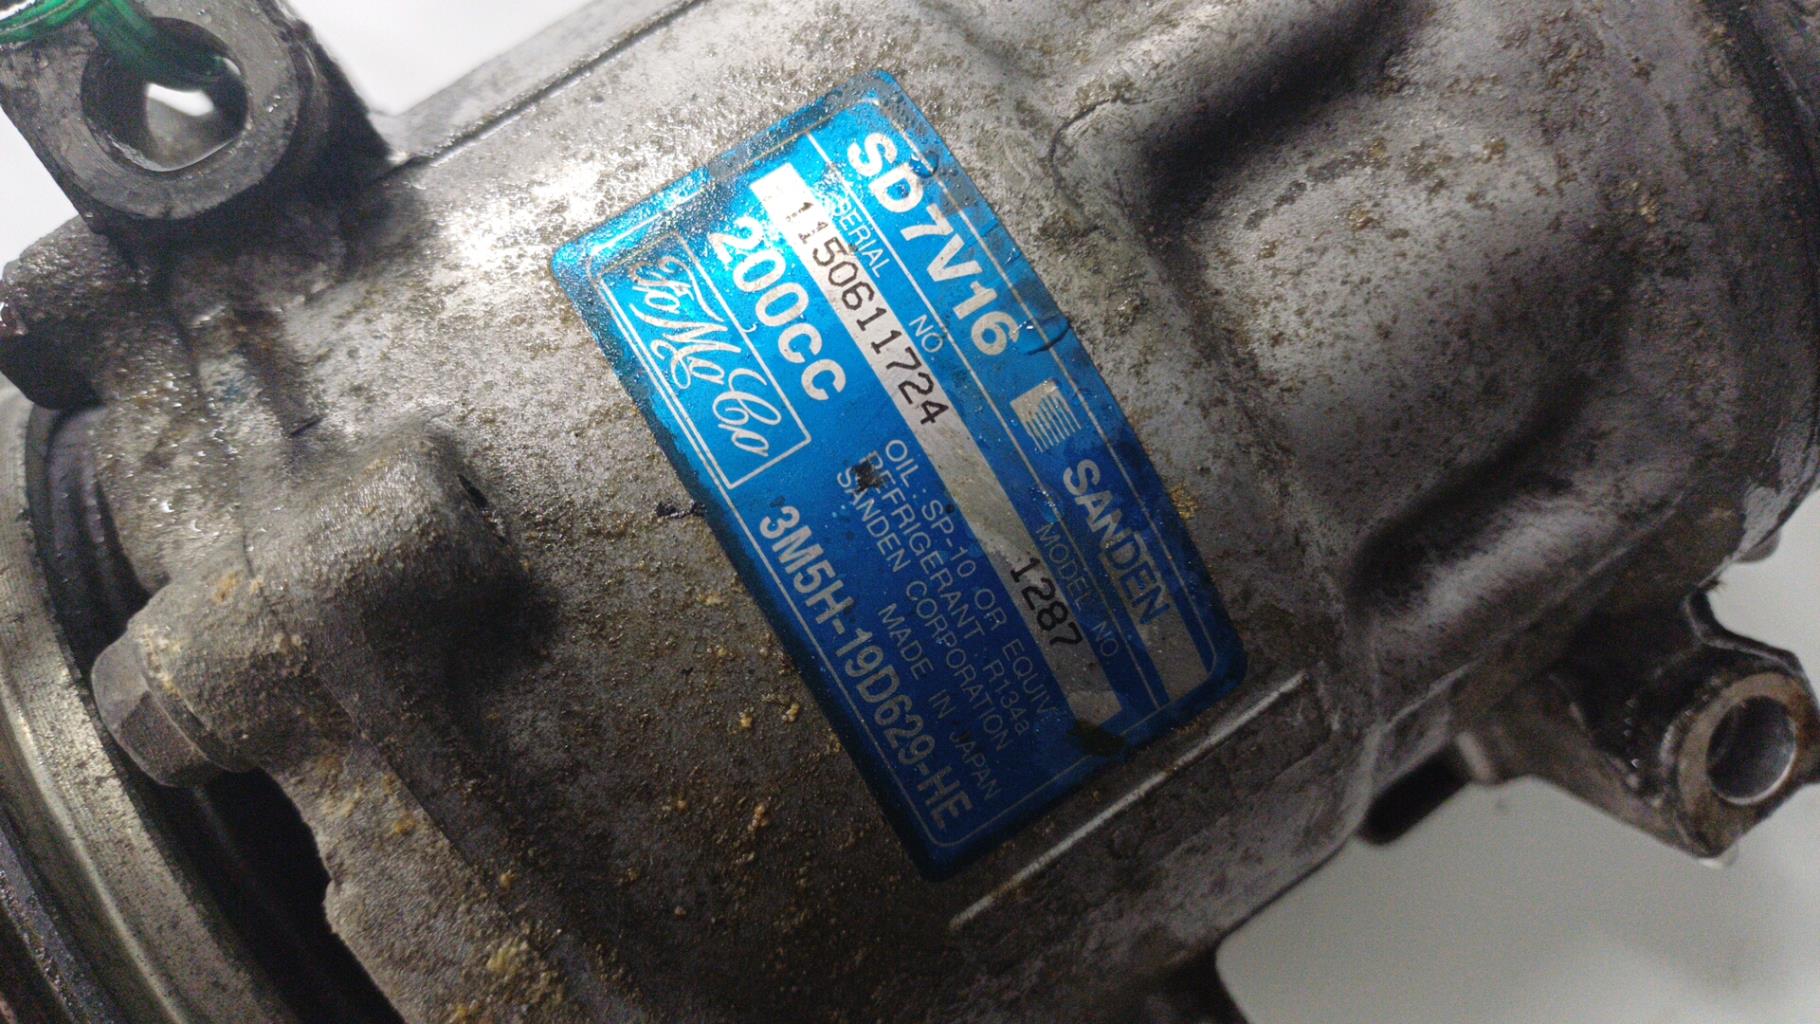 SD7V16 SANDEN
SERIAL NO. MODEL NO.
11506111724 1287
200cc
OIL : SP-10 OR EQUIV
REFRIGERANT : R134a
SANDEN CORPORATION
MADE IN JAPAN
FoMoCo
3M5H-19D629-HE